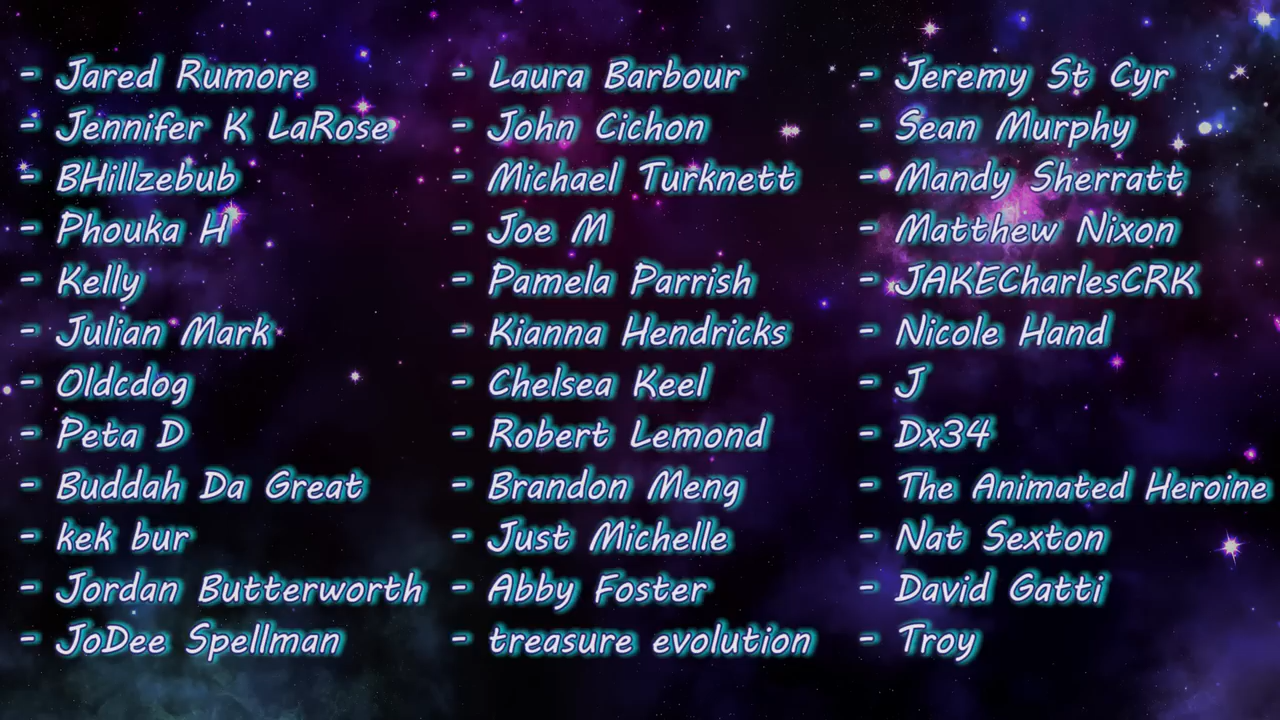 - Jared Rumore
- Jennifer K LaRose
- BHillzebub
- Phouka H
- Kelly
- Julian Mark
- Oldcdog
- Peta D
- Buddah Da Great
- kek bur
- Jordan Butterworth
- JoDee Spellman
- Laura Barbour
- John Cichon
- Michael Turknett
- Joe M
- Pamela Parrish
- Kianna Hendricks
- Chelsea Keel
- Robert Lemond
- Brandon Meng
- Just Michelle
- Abby Foster
- treasure evolution
- Jeremy St Cyr
- Sean Murphy
- Mandy Sherratt
- Matthew Nixon
- JAKECharlesCRK
- Nicole Hand
- J
- Dx34
- The Animated Heroine
- Nat Sexton
- David Gatti
- Troy